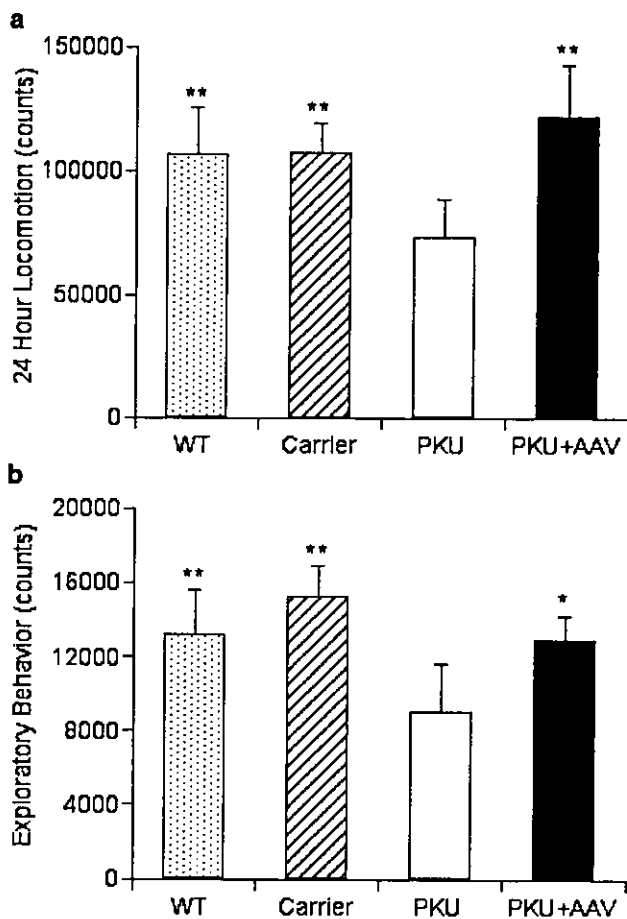 a
24 Hour Locomotion (counts)
150000
100000
50000
0
**
**
**
WT
Carrier
PKU
PKU+AAV
b
Exploratory Behavior (counts)
20000
16000
12000
8000
4000
0
**
**
*
WT
Carrier
PKU
PKU+AAV